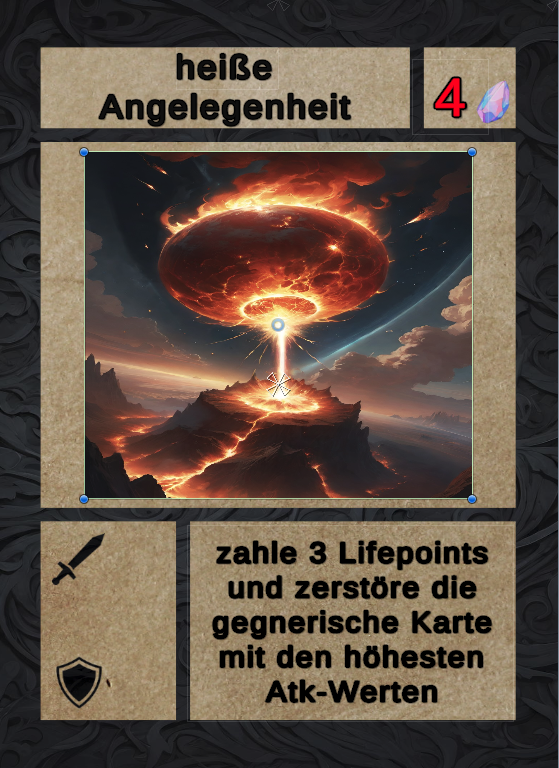 heiße
Angelegenheit
4
zahle 3 Lifepoints
und zerstöre die
gegnerische Karte
mit den höhesten
Atk-Werten